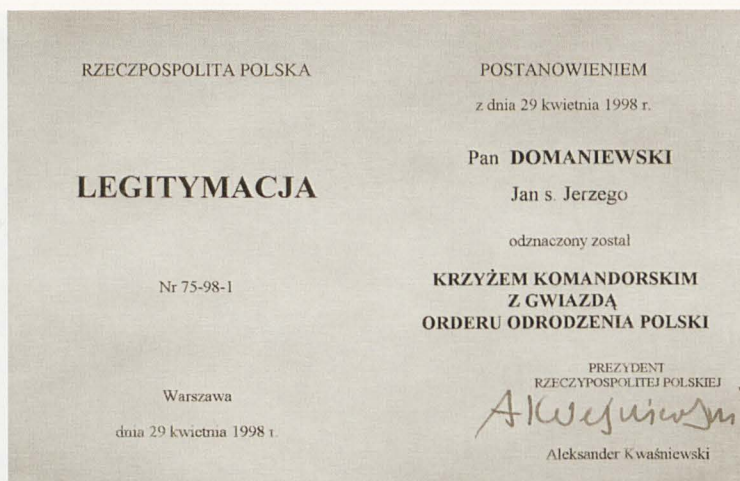 RZECZPOSPOLITA POLSKA
LEGITYMACJA
Nr 75-98-1
Warszawa
dnia 29 kwietnia 1998 r.
POSTANOWIENIEM
z dnia 29 kwietnia 1998 r.
Pan DOMANIEWSKI
Jan s. Jerzego
odznaczony został
KRZYŻEM KOMANDORSKIM
Z GWIAZDĄ
ORDERU ODRODZENIA POLSKI
PREZYDENT
RZECZYPOSPOLITEJ POLSKIEJ
Aleksander Kwaśniewski